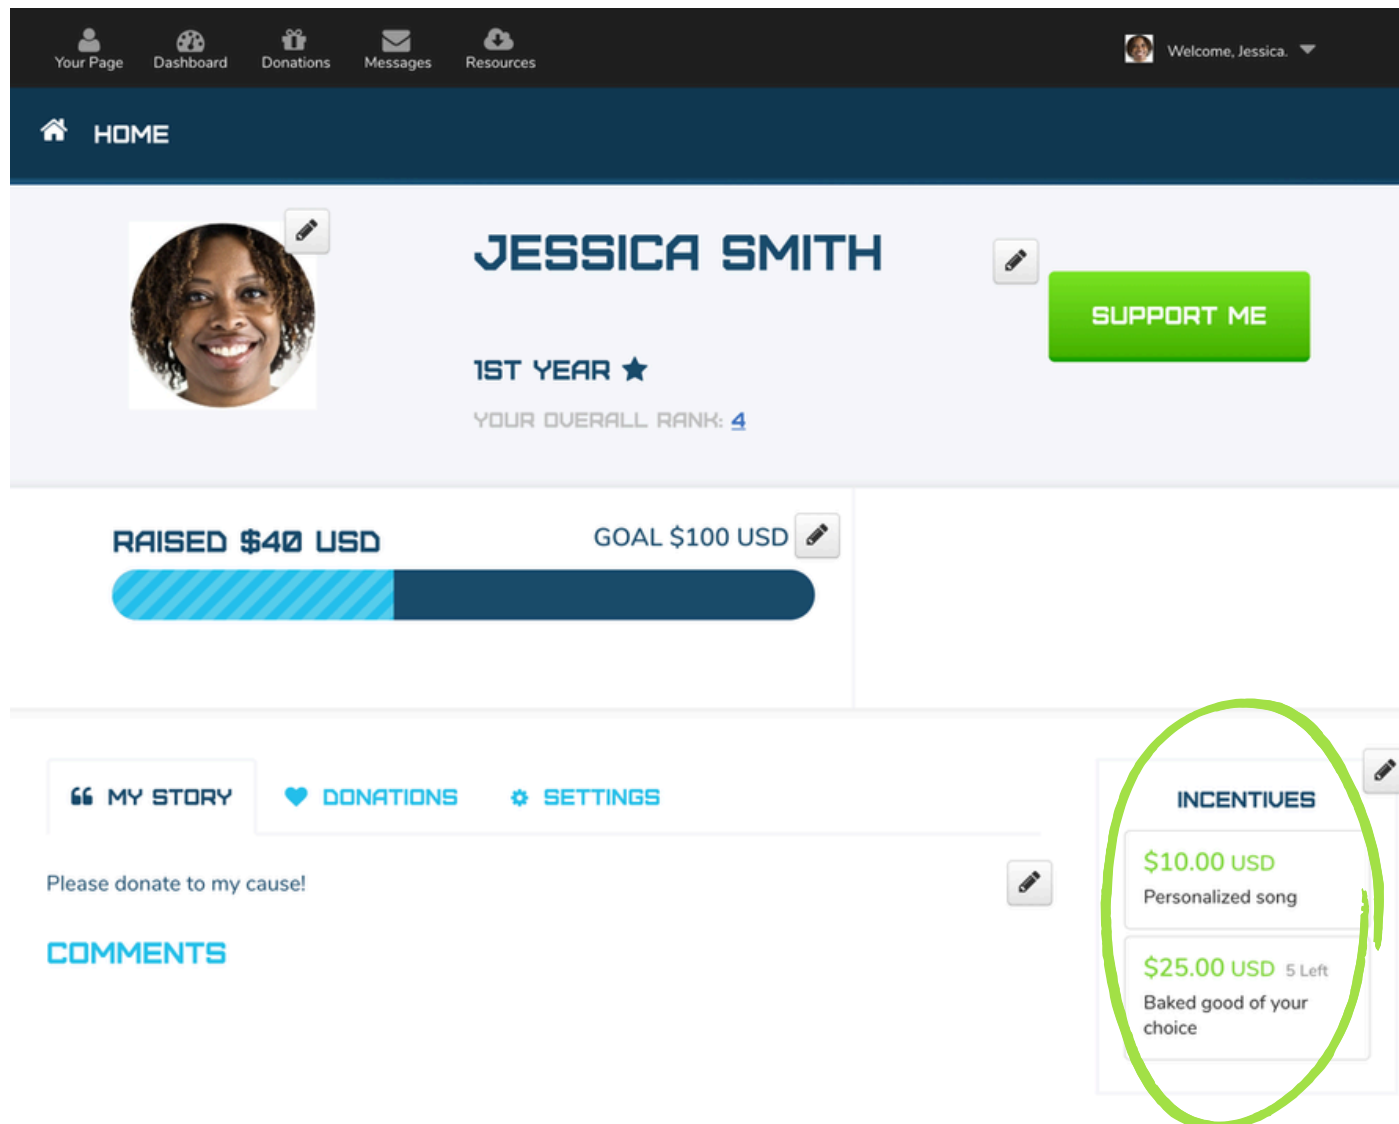 Your Page Dashboard Donations Messages Resources Welcome, Jessica.
HOME
JESSICA SMITH
SUPPORT ME
1ST YEAR
YOUR OVERALL RANK: 4
RAISED $40 USD GOAL $100 USD
MY STORY DONATIONS SETTINGS
Please donate to my cause!
COMMENTS
INCENTIVES
$10.00 USD
Personalized song
$25.00 USD 5 Left
Baked good of your
choice